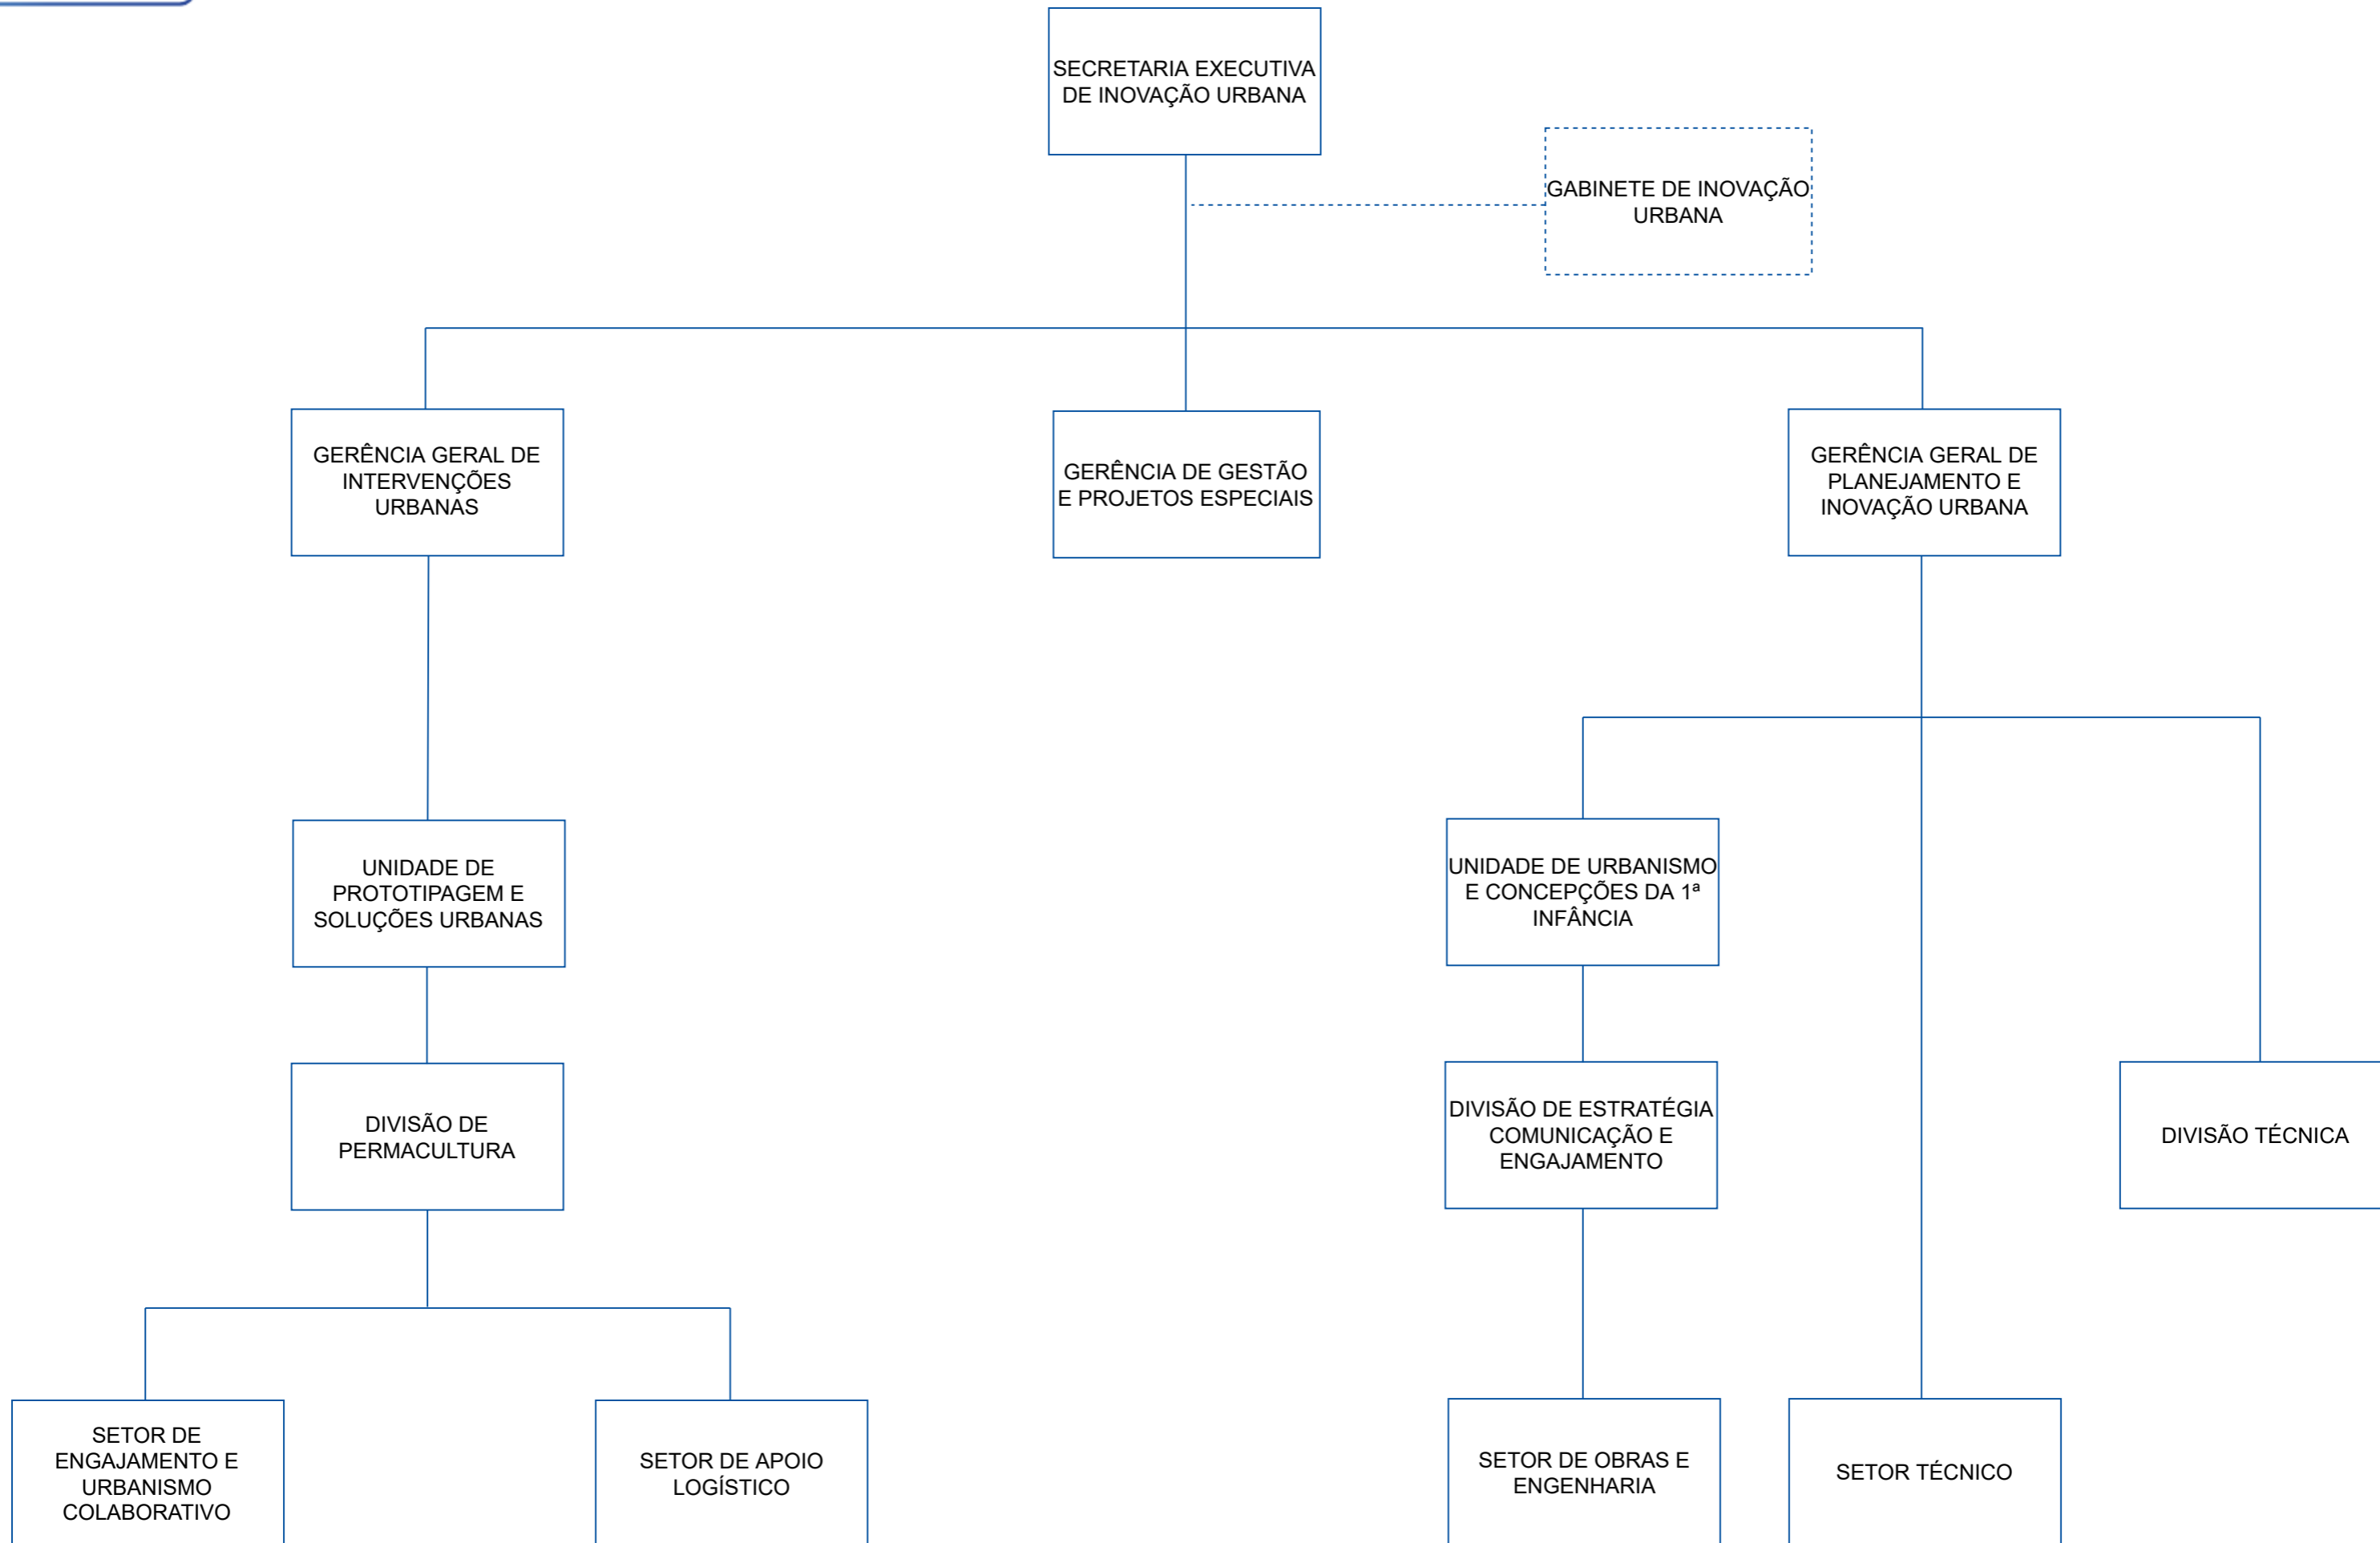 SECRETARIA EXECUTIVA
DE INOVAÇÃO URBANA
GABINETE DE INOVAÇÃO
URBANA
GERÊNCIA GERAL DE
INTERVENÇÕES
URBANAS
GERÊNCIA DE GESTÃO
E PROJETOS ESPECIAIS
GERÊNCIA GERAL DE
PLANEJAMENTO E
INOVAÇÃO URBANA
UNIDADE DE
PROTOTIPAGEM E
SOLUÇÕES URBANAS
UNIDADE DE URBANISMO
E CONCEPÇÕES DA 1ª
INFÂNCIA
DIVISÃO DE
PERMACULTURA
DIVISÃO DE ESTRATÉGIA
COMUNICAÇÃO E
ENGAJAMENTO
DIVISÃO TÉCNICA
SETOR DE
ENGAJAMENTO E
URBANISMO
COLABORATIVO
SETOR DE APOIO
LOGÍSTICO
SETOR DE OBRAS E
ENGENHARIA
SETOR TÉCNICO